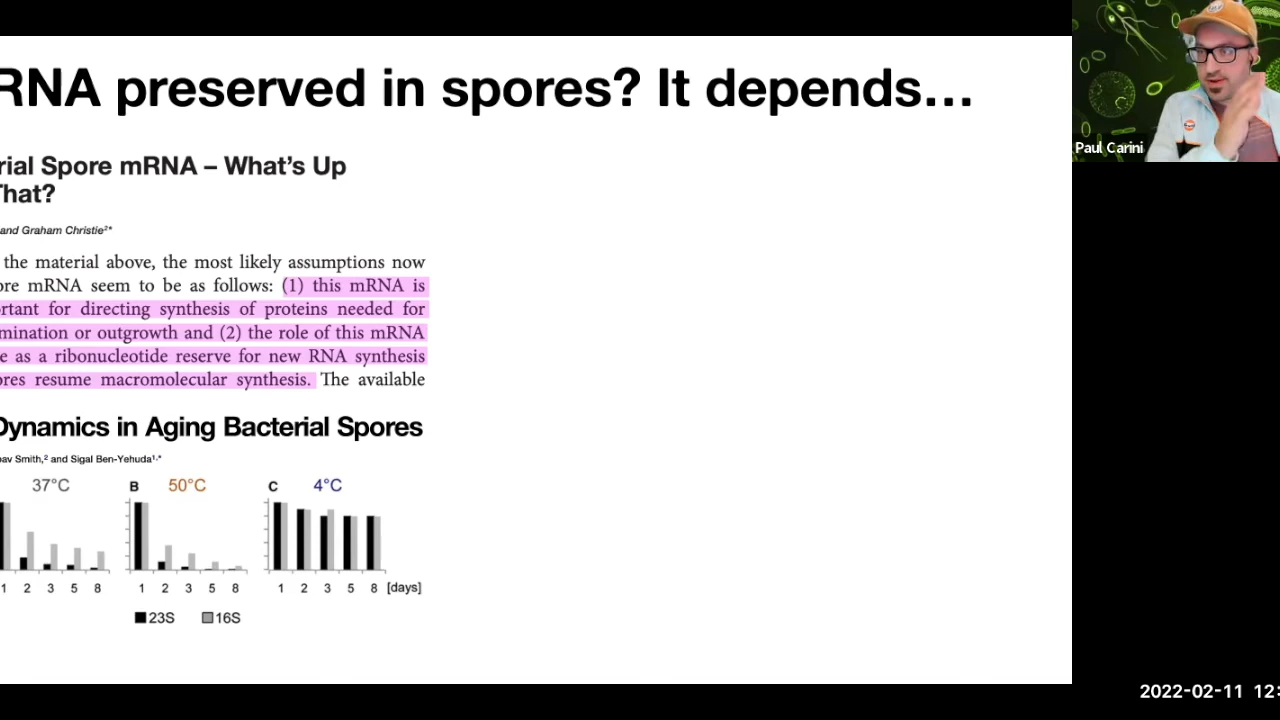 RNA preserved in spores? It depends...
rial Spore mRNA – What's Up
That?
and Graham Christie²*
the material above, the most likely assumptions now
ore mRNA seem to be as follows: (1) this mRNA is
rtant for directing synthesis of proteins needed for
mination or outgrowth and (2) the role of this mRNA
e as a ribonucleotide reserve for new RNA synthesis
ores resume macromolecular synthesis. The available
Dynamics in Aging Bacterial Spores
oav Smith,² and Sigal Ben-Yehuda¹,*
37°C B 50°C C 4°C
1 2 3 5 8 1 2 3 5 8 1 2 3 5 8 [days]
23S 16S
Paul Carini
2022-02-11 12: